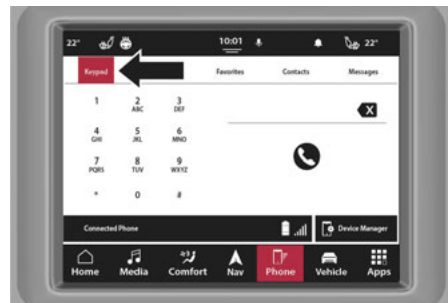 22° 10:01 22°
Keypad Favorites Contacts Messages
1 2 3
ABC DEF
4 5 6
GHI JKL MNO
7 8 9
PQRS TUV WXYZ
* 0 #
Connected Phone Device Manager
Home Media Comfort Nav Phone Vehicle Apps